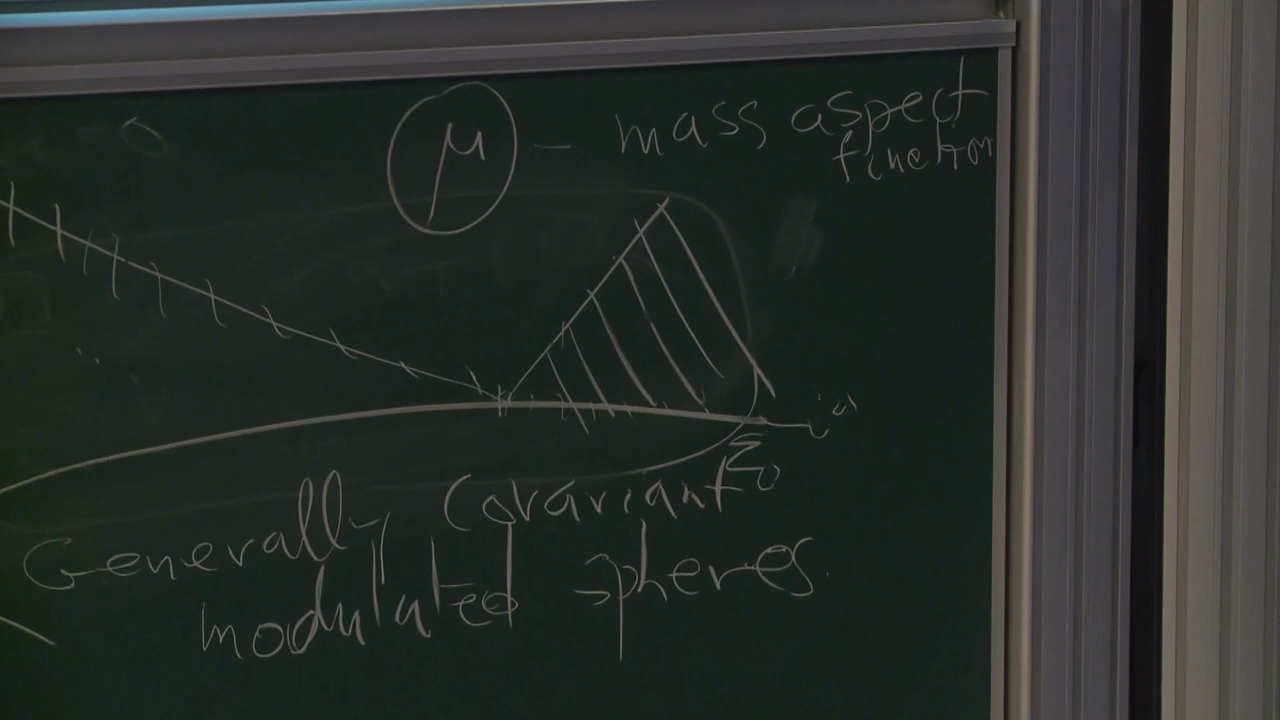 μ - mass aspect
function
Σ₀
Generally Covariant
modulated spheres.